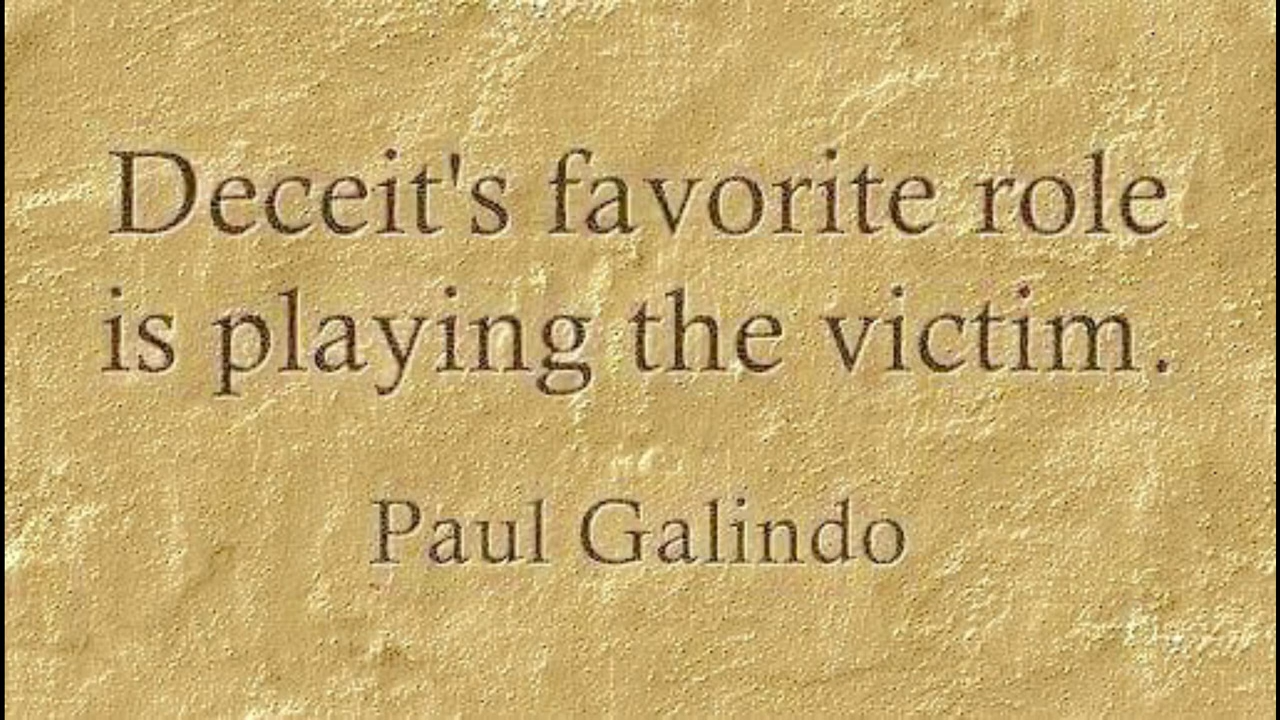 Deceit's favorite role
is playing the victim.
Paul Galindo